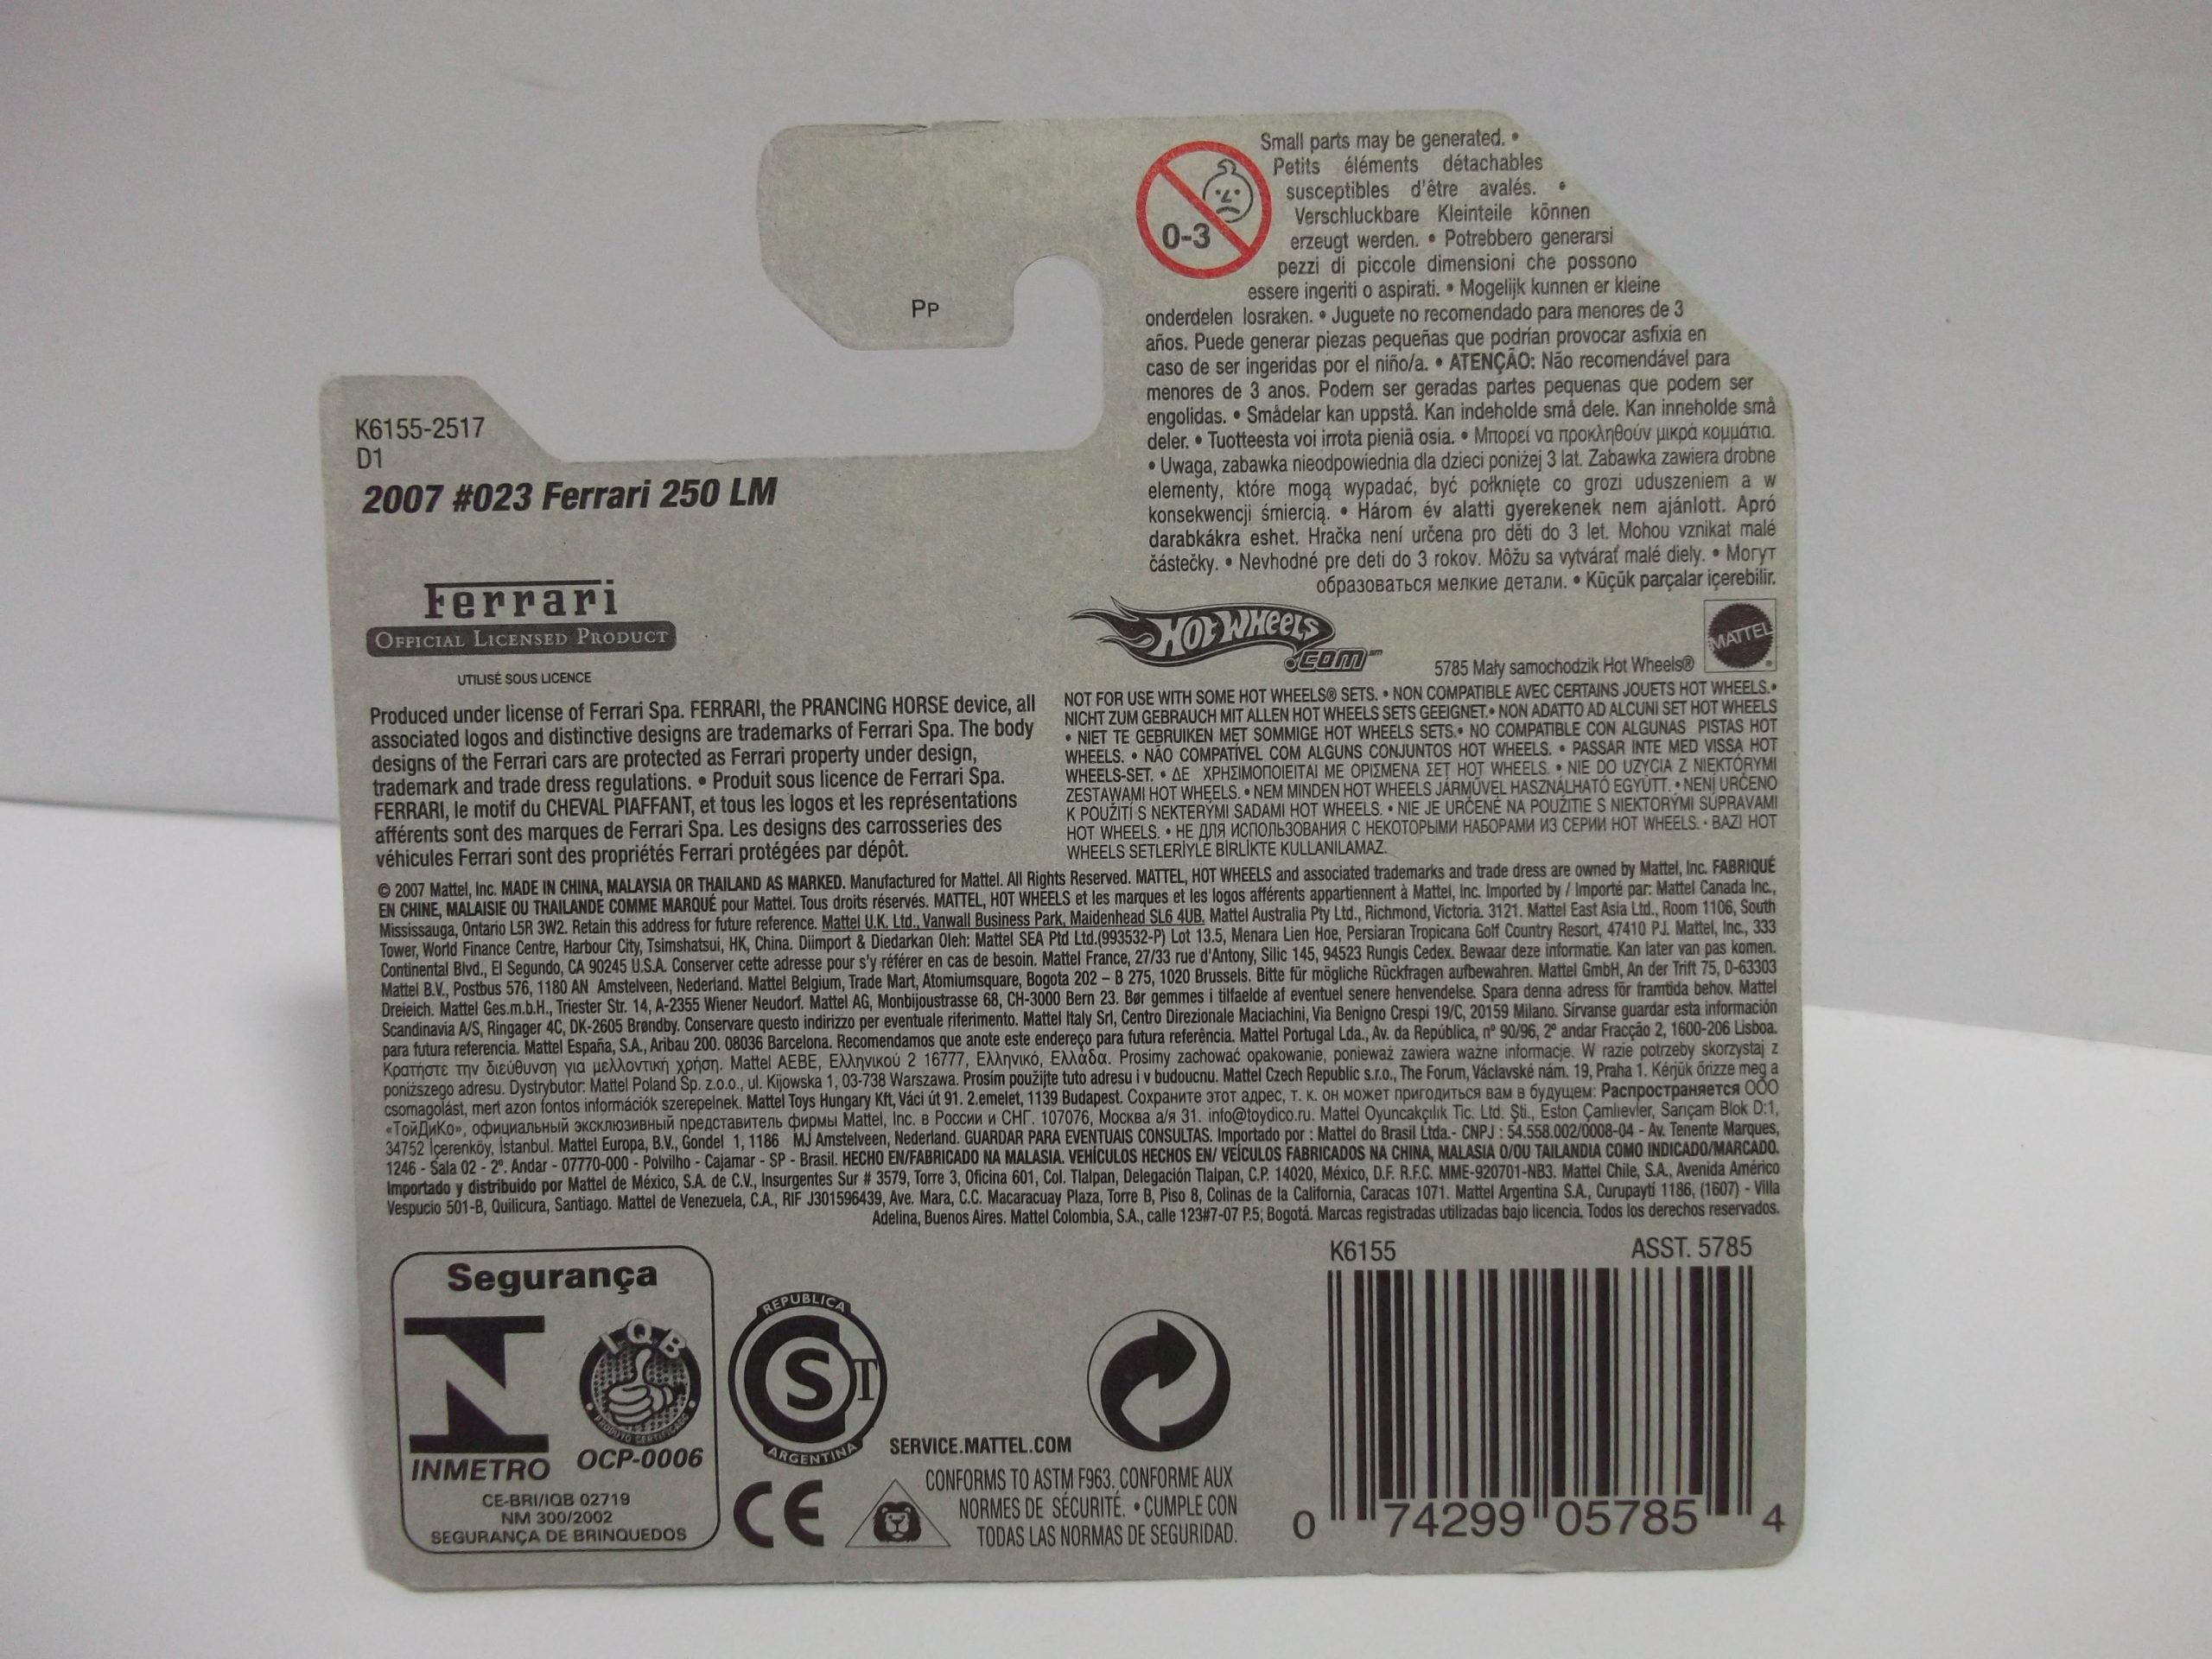 Pp
0-3
Small parts may be generated. •
Petits éléments détachables
susceptibles d'être avalés. •
Verschluckbare Kleinteile können
erzeugt werden. • Potrebbero generarsi
pezzi di piccole dimensioni che possono
essere ingeriti o aspirati. • Mogelijk kunnen er kleine
onderdelen losraken. • Juguete no recomendado para menores de 3
años. Puede generar piezas pequeñas que podrían provocar asfixia en
caso de ser ingeridas por el niño/a. • ATENÇÃO: Não recomendável para
menores de 3 anos. Podem ser geradas partes pequenas que podem ser
engolidas. • Smådelar kan uppstå. Kan indeholde små dele. Kan inneholde små
deler. • Tuotteesta voi irrota pieniä osia. • Μπορεί να προκληθούν μικρά κομμάτια.
• Uwaga, zabawka nieodpowiednia dla dzieci poniżej 3 lat. Zabawka zawiera drobne
elementy, które mogą wypadać, być połknięte co grozi uduszeniem a w
konsekwencji śmiercią. • Három év alatti gyerekenek nem ajánlott. Apró
darabkákra eshet. Hračka není určena pro děti do 3 let. Mohou vznikat malé
částečky. • Nevhodné pre deti do 3 rokov. Môžu sa vytvárať malé diely. • Могут
образоваться мелкие детали. • Küçük parçalar içerebilir.
K6155-2517
D1
2007 #023 Ferrari 250 LM
Ferrari
OFFICIAL LICENSED PRODUCT
UTILISÉ SOUS LICENCE
Produced under license of Ferrari Spa. FERRARI, the PRANCING HORSE device, all
associated logos and distinctive designs are trademarks of Ferrari Spa. The body
designs of the Ferrari cars are protected as Ferrari property under design,
trademark and trade dress regulations. • Produit sous licence de Ferrari Spa.
FERRARI, le motif du CHEVAL PIAFFANT, et tous les logos et les représentations
afférents sont des marques de Ferrari Spa. Les designs des carrosseries des
véhicules Ferrari sont des propriétés Ferrari protégées par dépôt.
HOT WHEELS
.COM℠
5785 Mały samochodzik Hot Wheels®
MATTEL
NOT FOR USE WITH SOME HOT WHEELS® SETS. • NON COMPATIBLE AVEC CERTAINS JOUETS HOT WHEELS.•
NICHT ZUM GEBRAUCH MIT ALLEN HOT WHEELS SETS GEEIGNET.• NON ADATTO AD ALCUNI SET HOT WHEELS
• NIET TE GEBRUIKEN MET SOMMIGE HOT WHEELS SETS.• NO COMPATIBLE CON ALGUNAS PISTAS HOT
WHEELS. • NÃO COMPATÍVEL COM ALGUNS CONJUNTOS HOT WHEELS. • PASSAR INTE MED VISSA HOT
WHEELS-SET. • ΔΕ ΧΡΗΣΙΜΟΠΟΙΕΙΤΑΙ ΜΕ ΟΡΙΣΜΕΝΑ ΣΕΤ HOT WHEELS. • NIE DO UZYCIA Z NIEKTÓRYMI
ZESTAWAMI HOT WHEELS. • NEM MINDEN HOT WHEELS JÁRMŰVEL HASZNÁLHATÓ EGYÜTT. • NENÍ URČENO
K POUŽITÍ S NEKTERÝMI SADAMI HOT WHEELS. • NIE JE URČENÉ NA POUŽITIE S NIEKTORÝMI SÚPRAVAMI
HOT WHEELS. • НЕ ДЛЯ ИСПОЛЬЗОВАНИЯ С НЕКОТОРЫМИ НАБОРАМИ ИЗ СЕРИИ HOT WHEELS. • BAZI HOT
WHEELS SETLERİYLE BİRLİKTE KULLANILAMAZ.
© 2007 Mattel, Inc. MADE IN CHINA, MALAYSIA OR THAILAND AS MARKED. Manufactured for Mattel. All Rights Reserved. MATTEL, HOT WHEELS and associated trademarks and trade dress are owned by Mattel, Inc. FABRIQUÉ
EN CHINE, MALAISIE OU THAILANDE COMME MARQUÉ pour Mattel. Tous droits réservés. MATTEL, HOT WHEELS et les marques et les logos afférents appartiennent à Mattel, Inc. Imported by / Importé par: Mattel Canada Inc.,
Mississauga, Ontario L5R 3W2. Retain this address for future reference. Mattel U.K. Ltd., Vanwall Business Park, Maidenhead SL6 4UB. Mattel Australia Pty Ltd., Richmond, Victoria. 3121. Mattel East Asia Ltd., Room 1106, South
Tower, World Finance Centre, Harbour City, Tsimshatsui, HK, China. Diimport & Diedarkan Oleh: Mattel SEA Ptd Ltd.(993532-P) Lot 13.5, Menara Lien Hoe, Persiaran Tropicana Golf Country Resort, 47410 PJ. Mattel, Inc., 333
Continental Blvd., El Segundo, CA 90245 U.S.A. Conserver cette adresse pour s'y référer en cas de besoin. Mattel France, 27/33 rue d'Antony, Silic 145, 94523 Rungis Cedex. Bewaar deze informatie. Kan later van pas komen.
Mattel B.V., Postbus 576, 1180 AN Amstelveen, Nederland. Mattel Belgium, Trade Mart, Atomiumsquare, Bogota 202 – B 275, 1020 Brussels. Bitte für mögliche Rückfragen aufbewahren. Mattel GmbH, An der Trift 75, D-63303
Dreieich. Mattel Ges.m.b.H., Triester Str. 14, A-2355 Wiener Neudorf. Mattel AG, Monbijoustrasse 68, CH-3000 Bern 23. Bør gemmes i tilfaelde af eventuel senere henvendelse. Spara denna adress för framtida behov. Mattel
Scandinavia A/S, Ringager 4C, DK-2605 Brøndby. Conservare questo indirizzo per eventuale riferimento. Mattel Italy Srl, Centro Direzionale Maciachini, Via Benigno Crespi 19/C, 20159 Milano. Sírvanse guardar esta información
para futura referencia. Mattel España, S.A., Aribau 200. 08036 Barcelona. Recomendamos que anote este endereço para futura referência. Mattel Portugal Lda., Av. da República, nº 90/96, 2º andar Fracção 2, 1600-206 Lisboa.
Κρατήστε την διεύθυνση για μελλοντική χρήση. Mattel AEBE, Ελληνικού 2 16777, Ελληνικό, Ελλάδα. Prosimy zachować opakowanie, ponieważ zawiera ważne informacje. W razie potrzeby skorzystaj z
poniższego adresu. Dystrybutor: Mattel Poland Sp. z.o.o., ul. Kijowska 1, 03-738 Warszawa. Prosím použijte tuto adresu i v budoucnu. Mattel Czech Republic s.r.o., The Forum, Václavské nám. 19, Praha 1. Kérjük őrizze meg a
csomagolást, mert azon fontos információk szerepelnek. Mattel Toys Hungary Kft, Váci út 91. 2.emelet, 1139 Budapest. Сохраните этот адрес, т. к. он может пригодиться вам в будущем: Распространяется ООО
«ТойДиКо», официальный эксклюзивный представитель фирмы Mattel, Inc. в России и СНГ. 107076, Москва а/я 31. info@toydico.ru. Mattel Oyuncakçılık Tic. Ltd. Şti., Eston Çamlıevler, Sarıçam Blok D:1,
34752 İçerenköy, İstanbul. Mattel Europa, B.V., Gondel 1, 1186 MJ Amstelveen, Nederland. GUARDAR PARA EVENTUAIS CONSULTAS. Importado por : Mattel do Brasil Ltda.- CNPJ : 54.558.002/0008-04 - Av. Tenente Marques,
1246 - Sala 02 - 2º. Andar - 07770-000 - Polvilho - Cajamar - SP - Brasil. HECHO EN/FABRICADO NA MALASIA. VEHÍCULOS HECHOS EN/ VEÍCULOS FABRICADOS NA CHINA, MALASIA O/OU TAILANDIA COMO INDICADO/MARCADO.
Importado y distribuido por Mattel de México, S.A. de C.V., Insurgentes Sur # 3579, Torre 3, Oficina 601, Col. Tlalpan, Delegación Tlalpan, C.P. 14020, México, D.F. R.F.C. MME-920701-NB3. Mattel Chile, S.A., Avenida Américo
Vespucio 501-B, Quilicura, Santiago. Mattel de Venezuela, C.A., RIF J301596439, Ave. Mara, C.C. Macaracuay Plaza, Torre B, Piso 8, Colinas de la California, Caracas 1071. Mattel Argentina S.A., Curupaytí 1186, (1607) - Villa
Adelina, Buenos Aires. Mattel Colombia, S.A., calle 123#7-07 P.5; Bogotá. Marcas registradas utilizadas bajo licencia. Todos los derechos reservados.
Segurança
INMETRO
IQB
PRODUTO CERTIFICADO
OCP-0006
CE-BRI/IQB 02719
NM 300/2002
SEGURANÇA DE BRINQUEDOS
REPUBLICA
S T
ARGENTINA
CE
SERVICE.MATTEL.COM
CONFORMS TO ASTM F963. CONFORME AUX
NORMES DE SÉCURITÉ. • CUMPLE CON
TODAS LAS NORMAS DE SEGURIDAD.
K6155 ASST. 5785
0 74299 05785 4